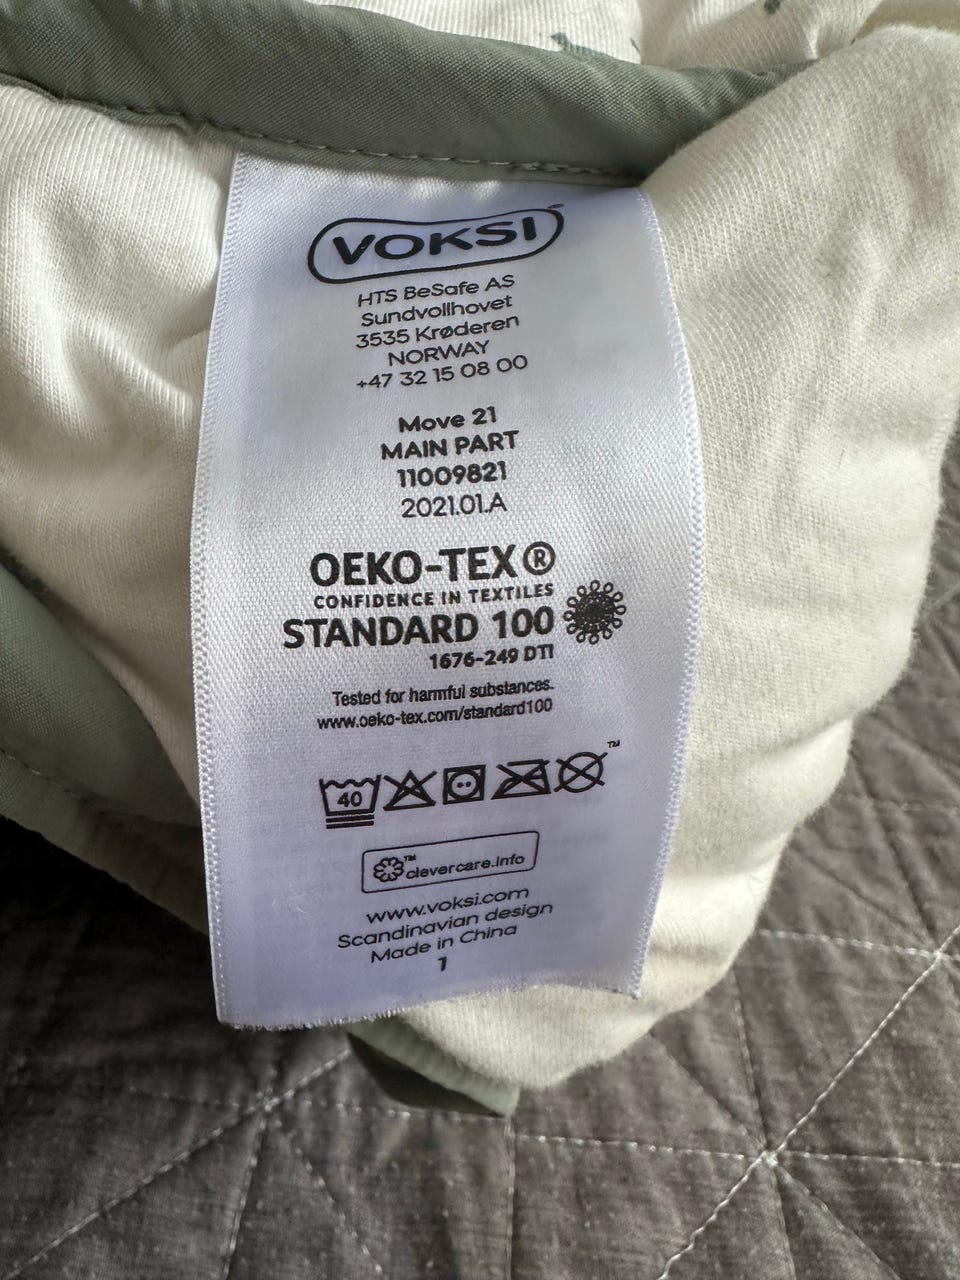 VOKSI
HTS BeSafe AS
Sundvollhovet
3535 Krøderen
NORWAY
+47 32 15 08 00
Move 21
MAIN PART
11009821
2021.01.A
OEKO-TEX®
CONFIDENCE IN TEXTILES
STANDARD 100
1676-249 DTI
Tested for harmful substances.
www.oeko-tex.com/standard100
40
™
™ clevercare.info
www.voksi.com
Scandinavian design
Made in China
1